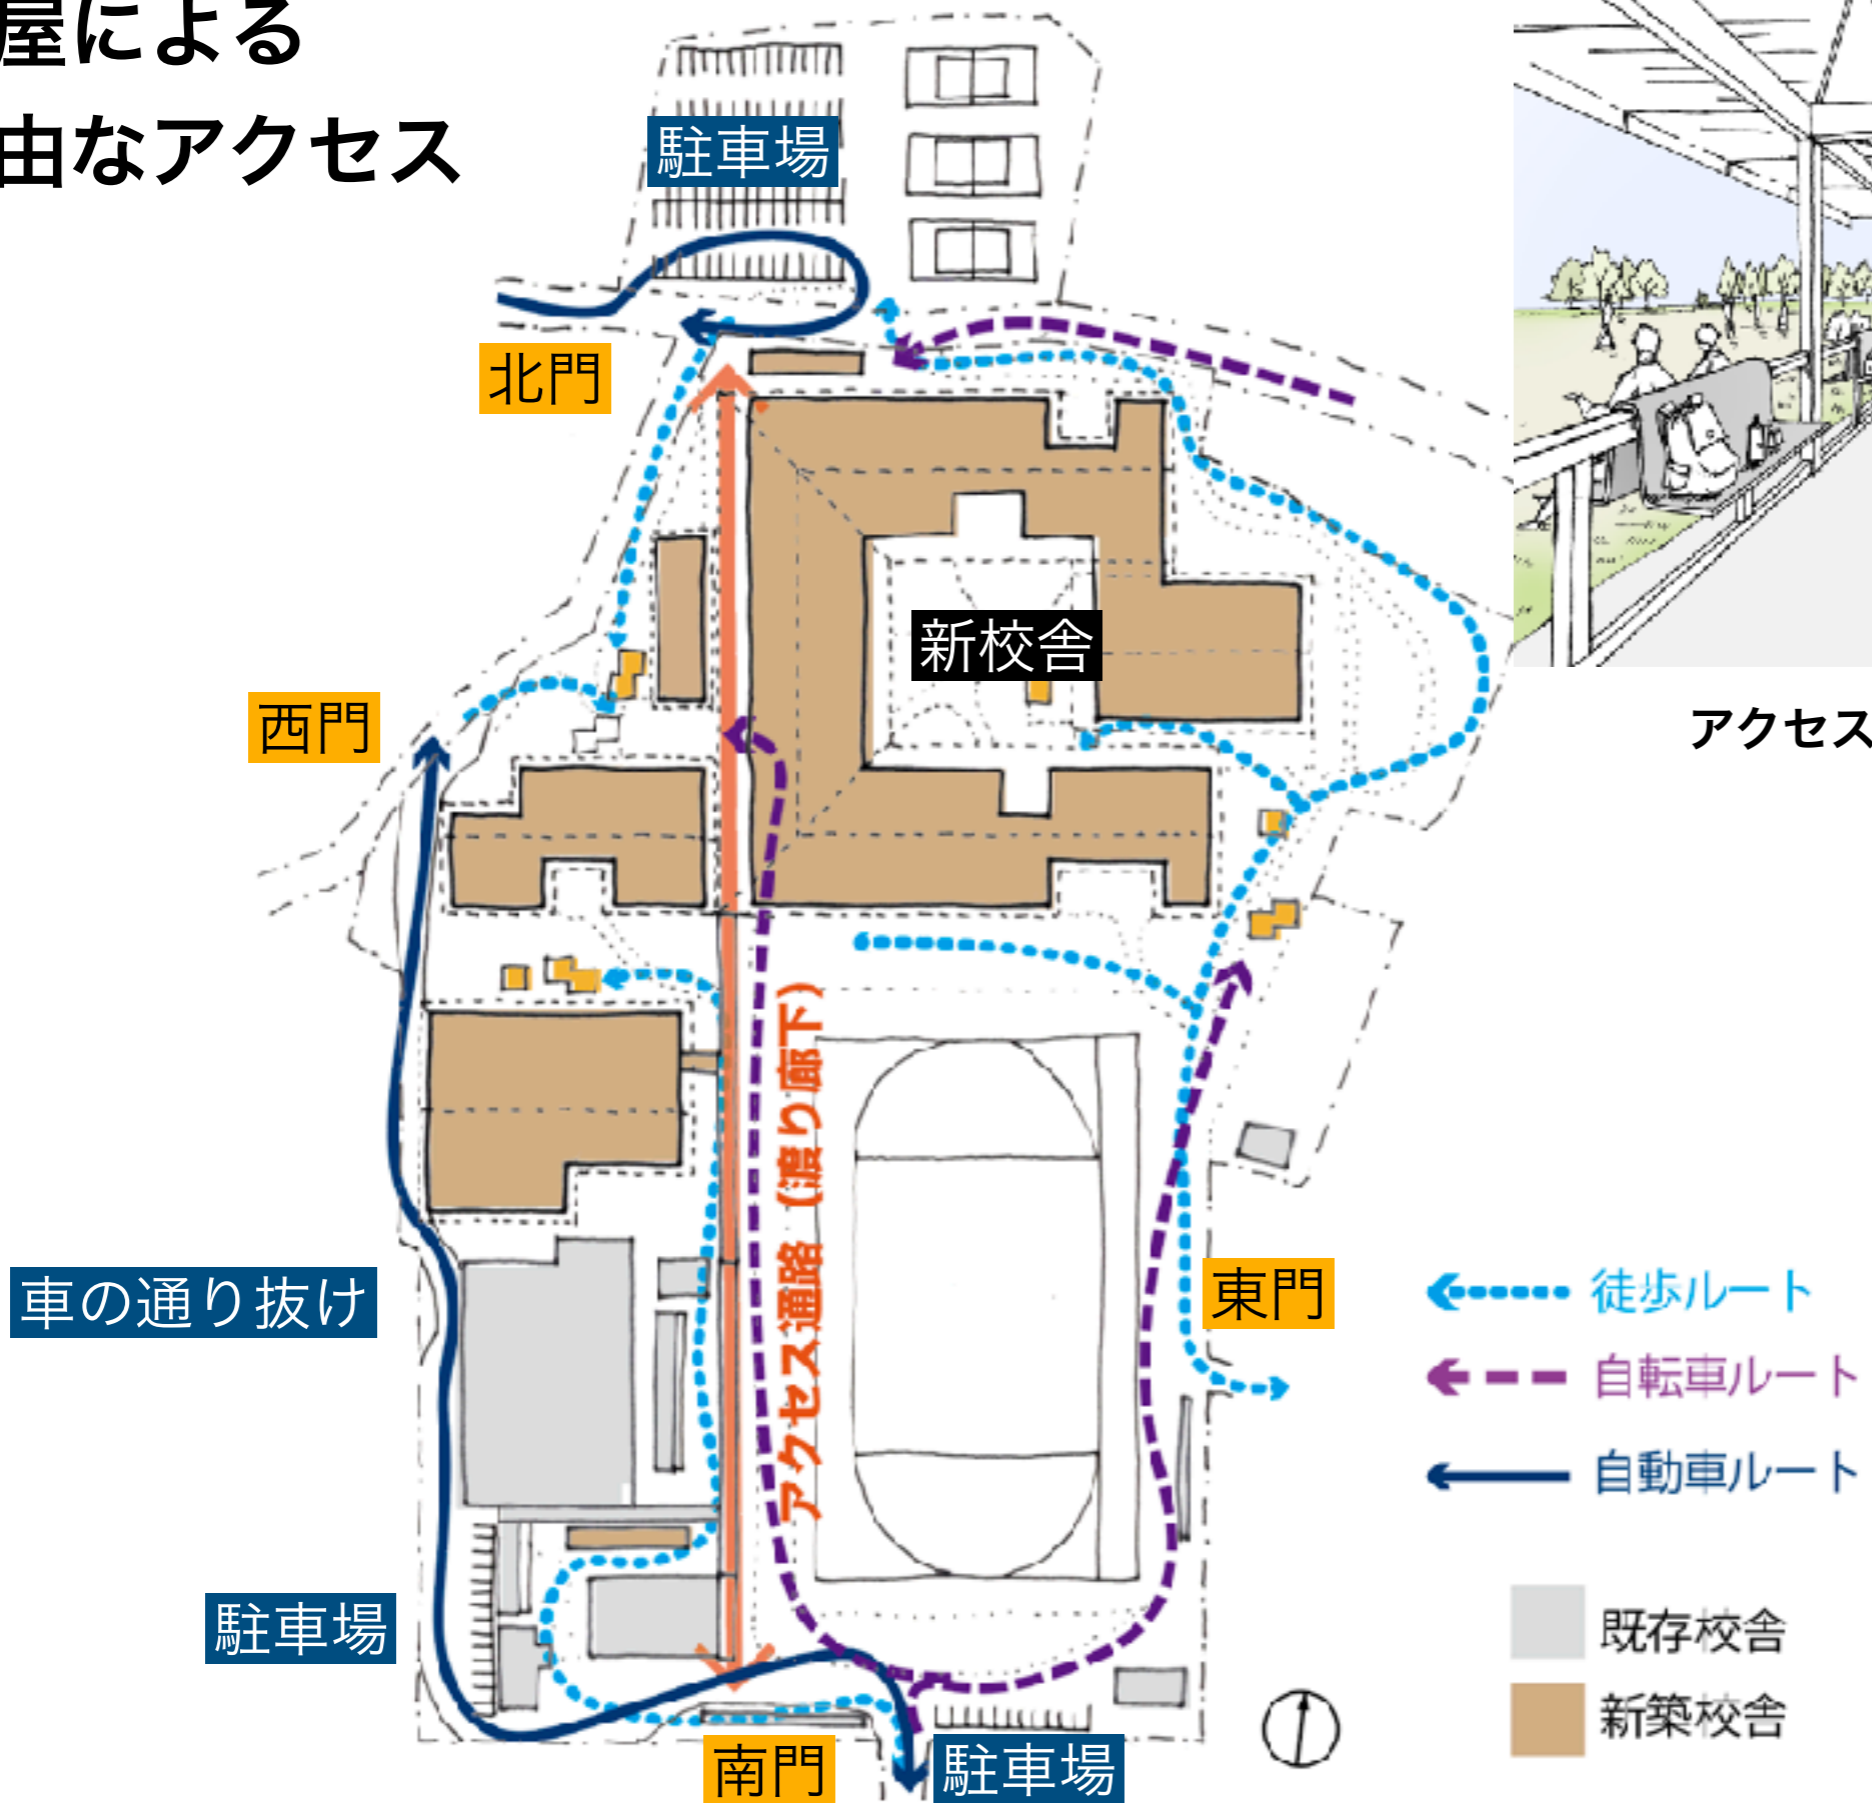 屋による
由なアクセス
駐車場
北門
新校舎
西門
アクセス
アクセス通路（渡り廊下）
車の通り抜け
東門
徒歩ルート
自転車ルート
自動車ルート
駐車場
既存校舎
新築校舎
南門
駐車場